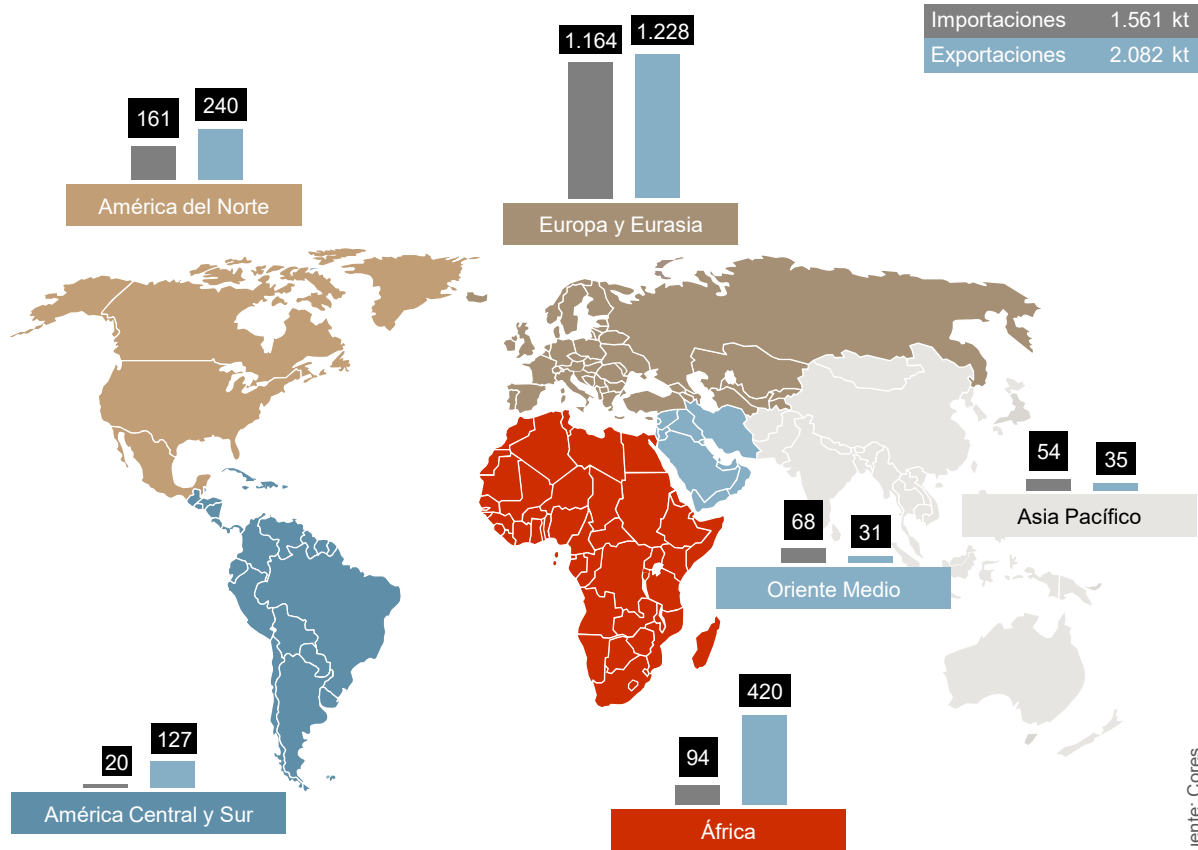 Importaciones 1.561 kt
Exportaciones 2.082 kt
1.164 1.228
Europa y Eurasia
161 240
América del Norte
54 35
Asia Pacífico
68 31
Oriente Medio
420
94
África
20 127
América Central y Sur
Cores